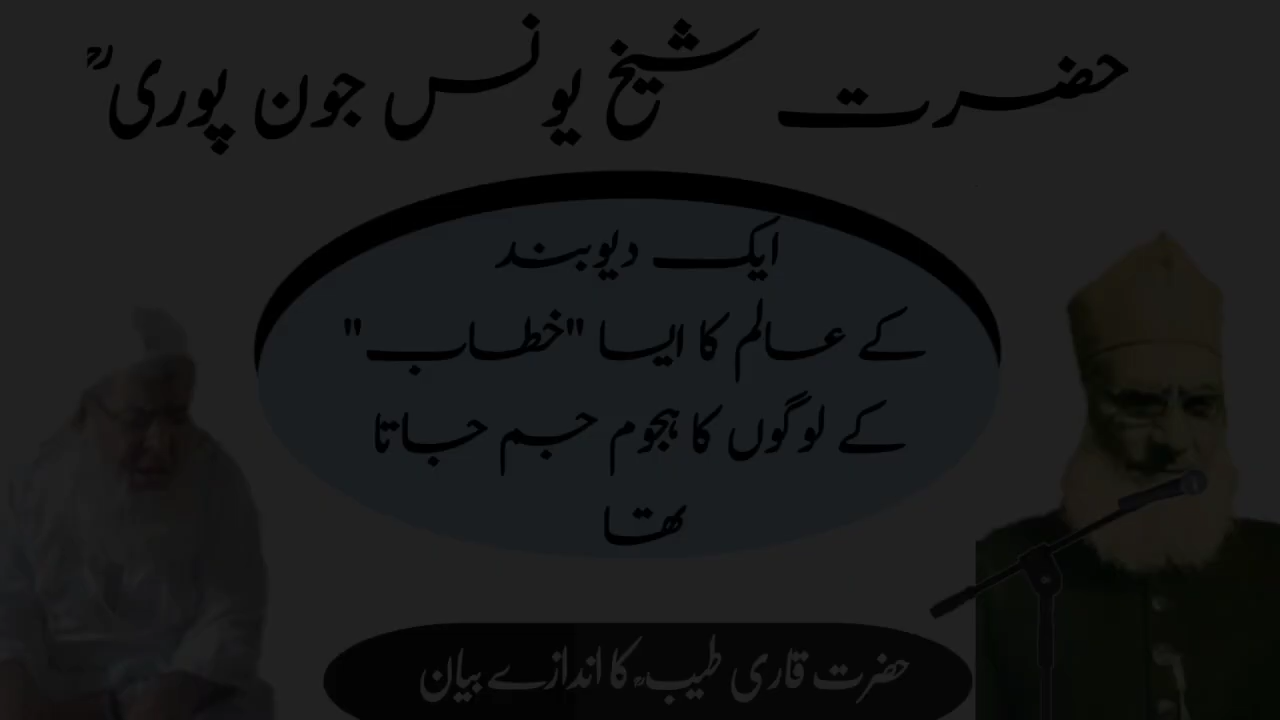 حضرت شیخ یونس جون پوریؒ
ایک دیوبند
کے عالم کا ایسا "خطاب"
کے لوگوں کا ہجوم جم جاتا
تھا
حضرت قاری طیبؒ کا اندازے بیان